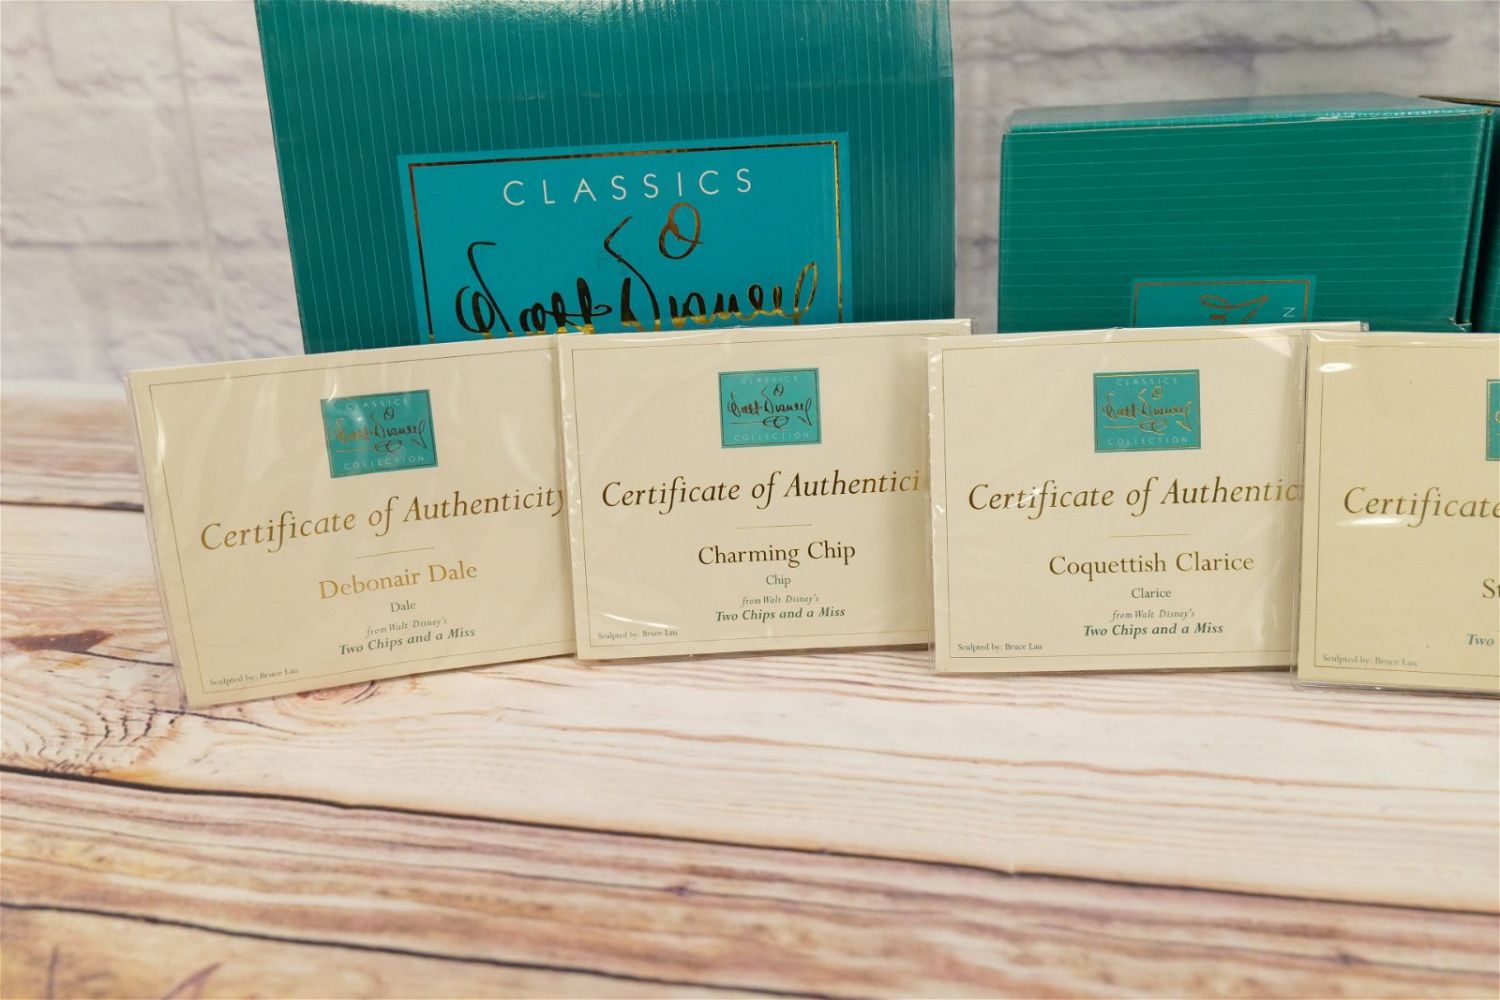 CLASSICS
Walt Disney
N
CLASSICS
Walt Disney
COLLECTION
Certificate of Authenticity
Debonair Dale
Dale
from Walt Disney's
Two Chips and a Miss
Sculpted by: Bruce Lau
CLASSICS
Walt Disney
COLLECTION
Certificate of Authentici
Charming Chip
Chip
from Walt Disney's
Two Chips and a Miss
Sculpted by: Bruce Lau
CLASSICS
Walt Disney
COLLECTION
Certificate of Authentic
Coquettish Clarice
Clarice
from Walt Disney's
Two Chips and a Miss
Sculpted by: Bruce Lau
Certificate
Two
Sculpted by: Bruce Lau